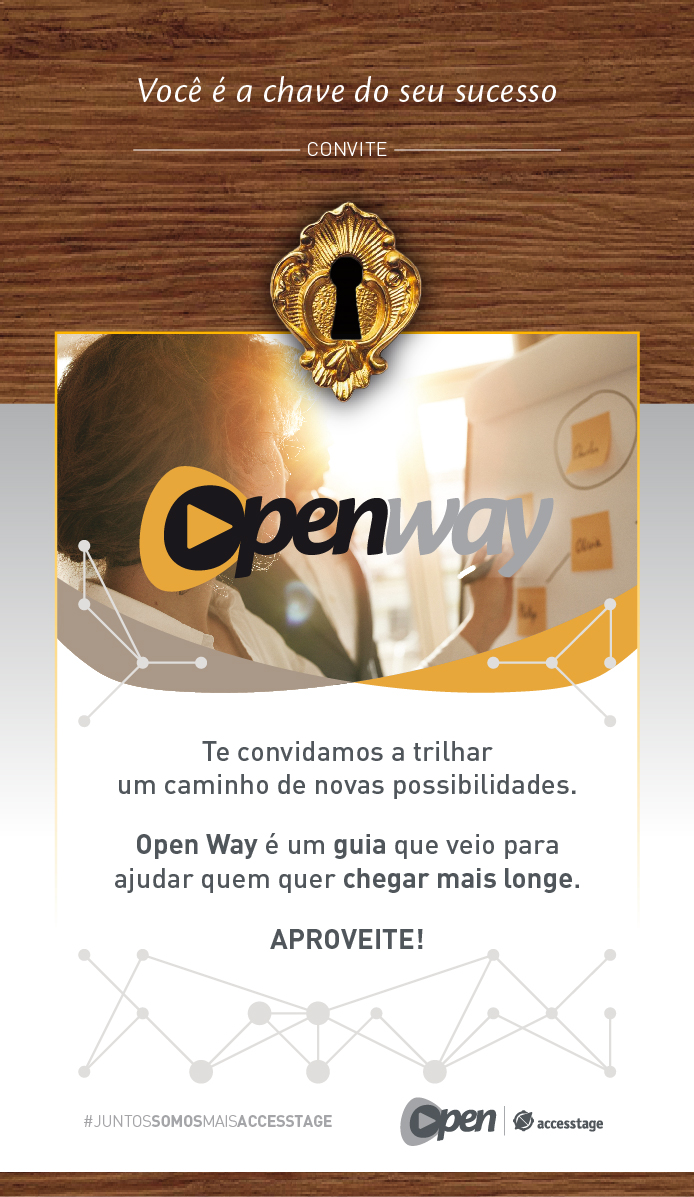 Você é a chave do seu sucesso
CONVITE
Openway
Te convidamos a trilhar
um caminho de novas possibilidades.
Open Way é um guia que veio para
ajudar quem quer chegar mais longe.
APROVEITE!
#JUNTOSSOMOSMAISACCESSTAGE
Open accesstage